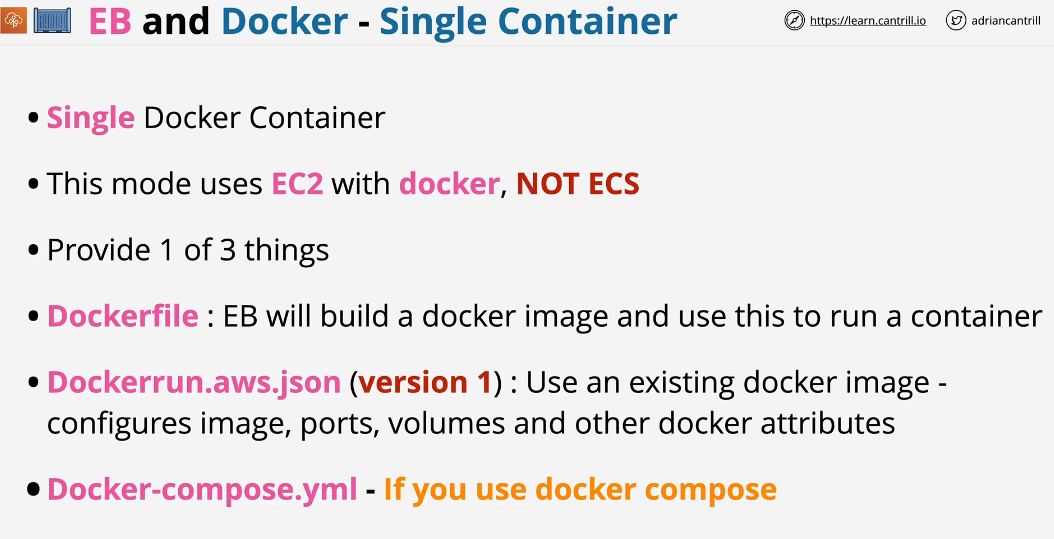 EB and Docker - Single Container
https://learn.cantrill.io
adriancantrill
• Single Docker Container
• This mode uses EC2 with docker, NOT ECS
• Provide 1 of 3 things
• Dockerfile : EB will build a docker image and use this to run a container
• Dockerrun.aws.json (version 1) : Use an existing docker image -
configures image, ports, volumes and other docker attributes
• Docker-compose.yml - If you use docker compose